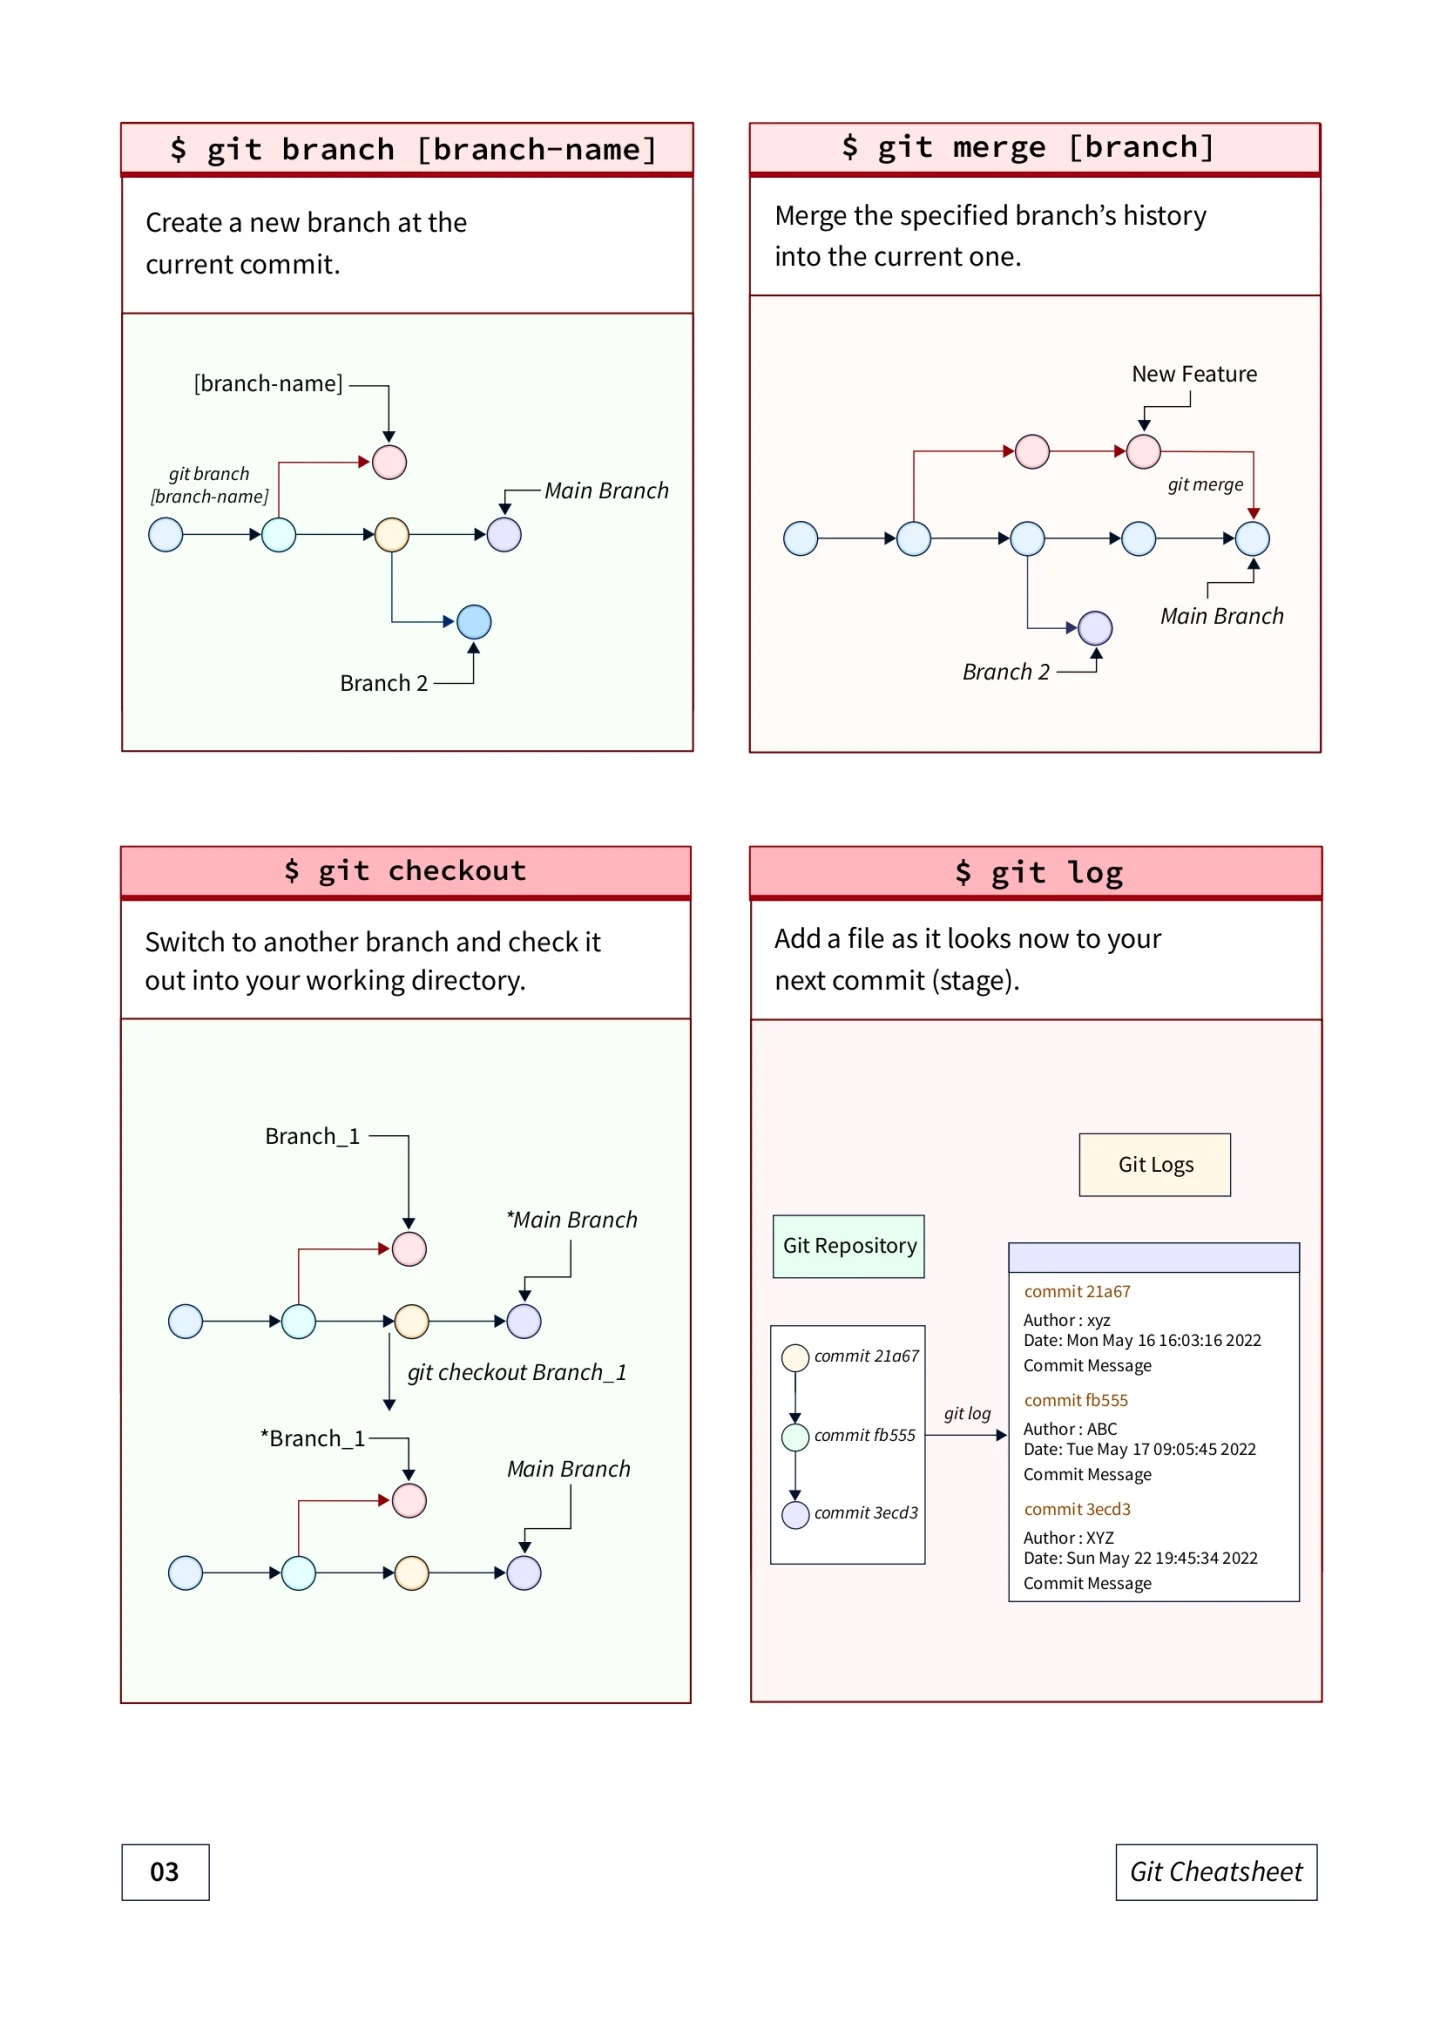 $ git branch [branch-name]
Create a new branch at the
current commit.
[branch-name]
git branch
[branch-name]
Main Branch
Branch 2
$ git merge [branch]
Merge the specified branch’s history
into the current one.
New Feature
git merge
Main Branch
Branch 2
$ git checkout
Switch to another branch and check it
out into your working directory.
Branch_1
*Main Branch
git checkout Branch_1
*Branch_1
Main Branch
$ git log
Add a file as it looks now to your
next commit (stage).
Git Logs
Git Repository
commit 21a67
commit fb555
commit 3ecd3
git log
commit 21a67
Author : xyz
Date: Mon May 16 16:03:16 2022
Commit Message
commit fb555
Author : ABC
Date: Tue May 17 09:05:45 2022
Commit Message
commit 3ecd3
Author : XYZ
Date: Sun May 22 19:45:34 2022
Commit Message
03
Git Cheatsheet